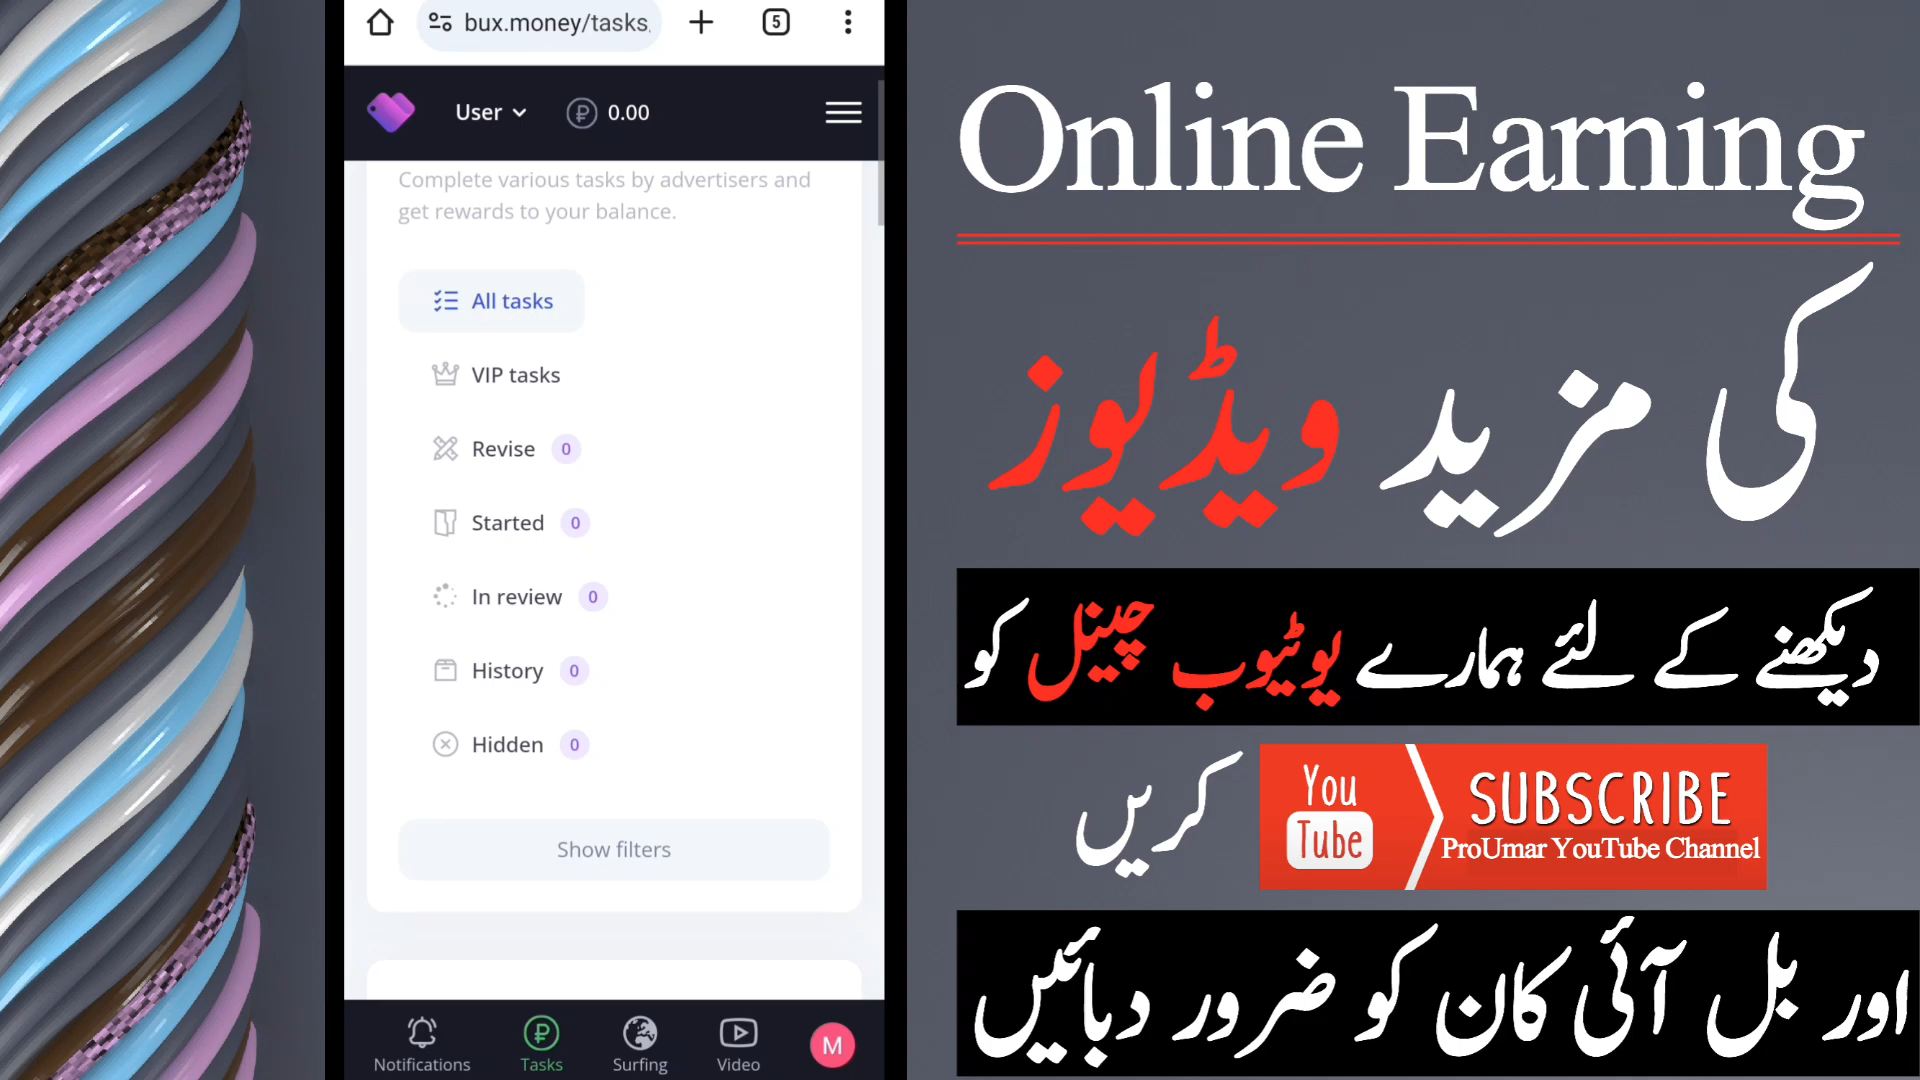 5
bux.money/tasks
User
0.00
Complete various tasks by advertisers and
get rewards to your balance.
All tasks
VIP tasks
Revise 0
Started 0
In review 0
History 0
Hidden 0
Show filters
Notifications
Tasks
Surfing
Video
M
Online Earning
کی مزید ویڈیوز
دیکھنے کے لئے ہمارے یوٹیوب چینل کو
You
Tube
SUBSCRIBE
ProUmar YouTube Channel
کریں
اور بل آئی کان کو ضرور دبائیں